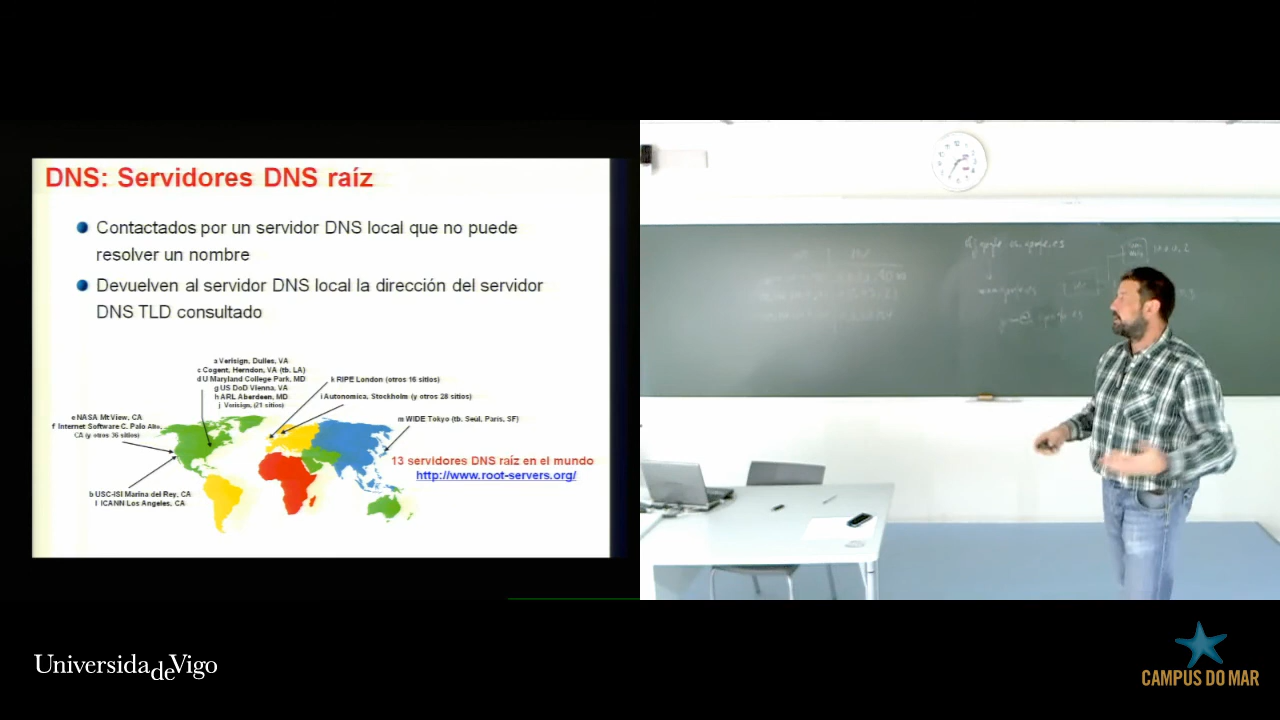 DNS: Servidores DNS raíz
Contactados por un servidor DNS local que no puede
resolver un nombre
Devuelven al servidor DNS local la dirección del servidor
DNS TLD consultado
a Verisign, Dulles, VA
c Cogent, Herndon, VA (tb. LA)
d U Maryland College Park, MD
g US DoD Vienna, VA
h ARL Aberdeen, MD
j Verisign, (21 sitios)
k RIPE London (otros 16 sitios)
i Autonomica, Stockholm (y otros 28 sitios)
e NASA Mt View, CA
f Internet Software C. Palo Alto,
CA (y otros 36 sitios)
m WIDE Tokyo (tb. Seúl, Paris, SF)
13 servidores DNS raíz en el mundo
http://www.root-servers.org/
b USC-ISI Marina del Rey, CA
l ICANN Los Angeles, CA
UniversidadeVigo
CAMPUS DO MAR